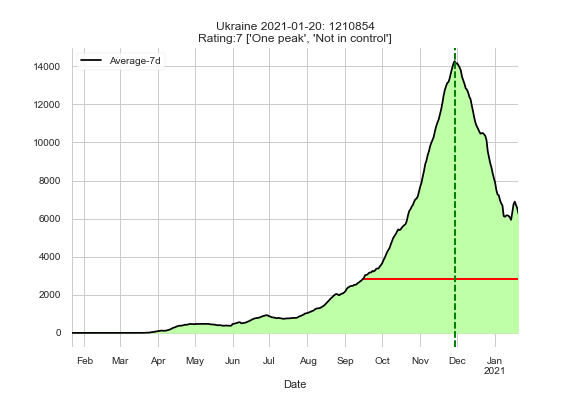 Ukraine 2021-01-20: 1210854
Rating:7 ['One peak', 'Not in control']
Average-7d
14000
12000
10000
8000
6000
4000
2000
0
Feb Mar Apr May Jun Jul Aug Sep Oct Nov Dec Jan
2021
Date